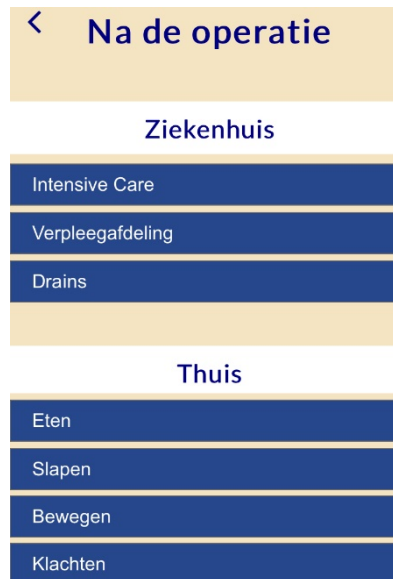 Na de operatie
Ziekenhuis
Intensive Care
Verpleegafdeling
Drains
Thuis
Eten
Slapen
Bewegen
Klachten